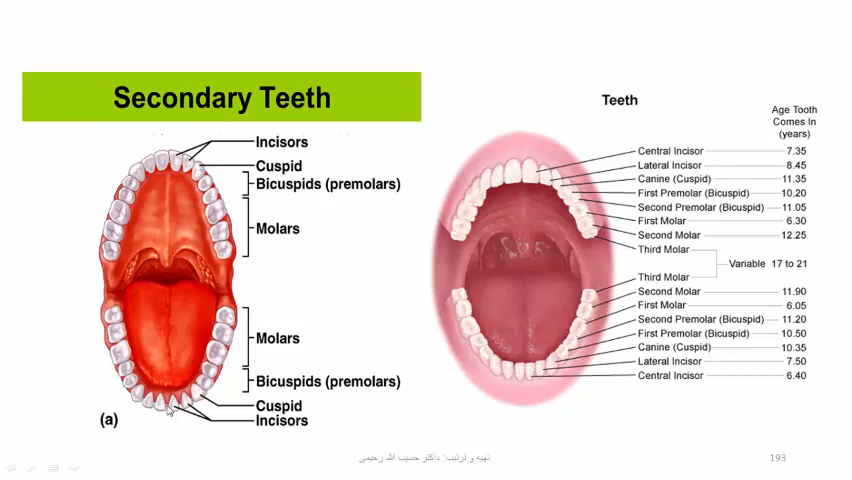 Secondary Teeth
Incisors
Cuspid
Bicuspids (premolars)
Molars
Molars
Bicuspids (premolars)
Cuspid
Incisors
(a)
Teeth
Age Tooth
Comes In
(years)
Central Incisor 7.35
Lateral Incisor 8.45
Canine (Cuspid) 11.35
First Premolar (Bicuspid) 10.20
Second Premolar (Bicuspid) 11.05
First Molar 6.30
Second Molar 12.25
Third Molar
Variable 17 to 21
Third Molar
Second Molar 11.90
First Molar 6.05
Second Premolar (Bicuspid) 11.20
First Premolar (Bicuspid) 10.50
Canine (Cuspid) 10.35
Lateral Incisor 7.50
Central Incisor 6.40
تهیه و ترتیب: داکتر حسیب الله رحیمی
193